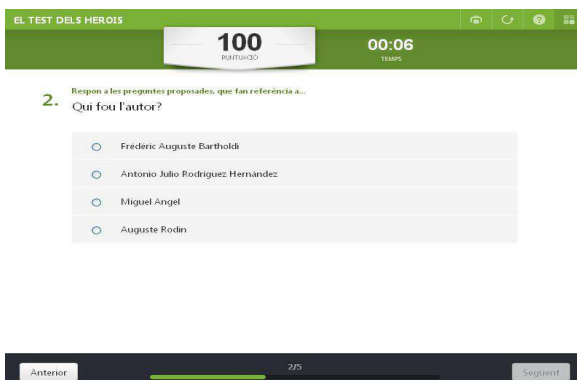 EL TEST DELS HEROIS
100
PUNTUACIÓ
00:06
TEMPS
2. Respon a les preguntes proposades, que fan referència a...
Qui fou l'autor?
Frédéric Auguste Bartholdi
Antonio Julio Rodríguez Hernández
Miguel Angel
Auguste Rodin
Anterior
2/5
Següent